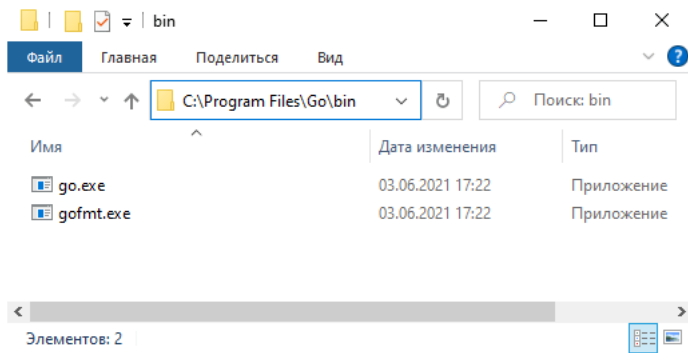 bin
Файл Главная Поделиться Вид
C:\Program Files\Go\bin Поиск: bin
Имя Дата изменения Тип
go.exe 03.06.2021 17:22 Приложение
gofmt.exe 03.06.2021 17:22 Приложение
Элементов: 2